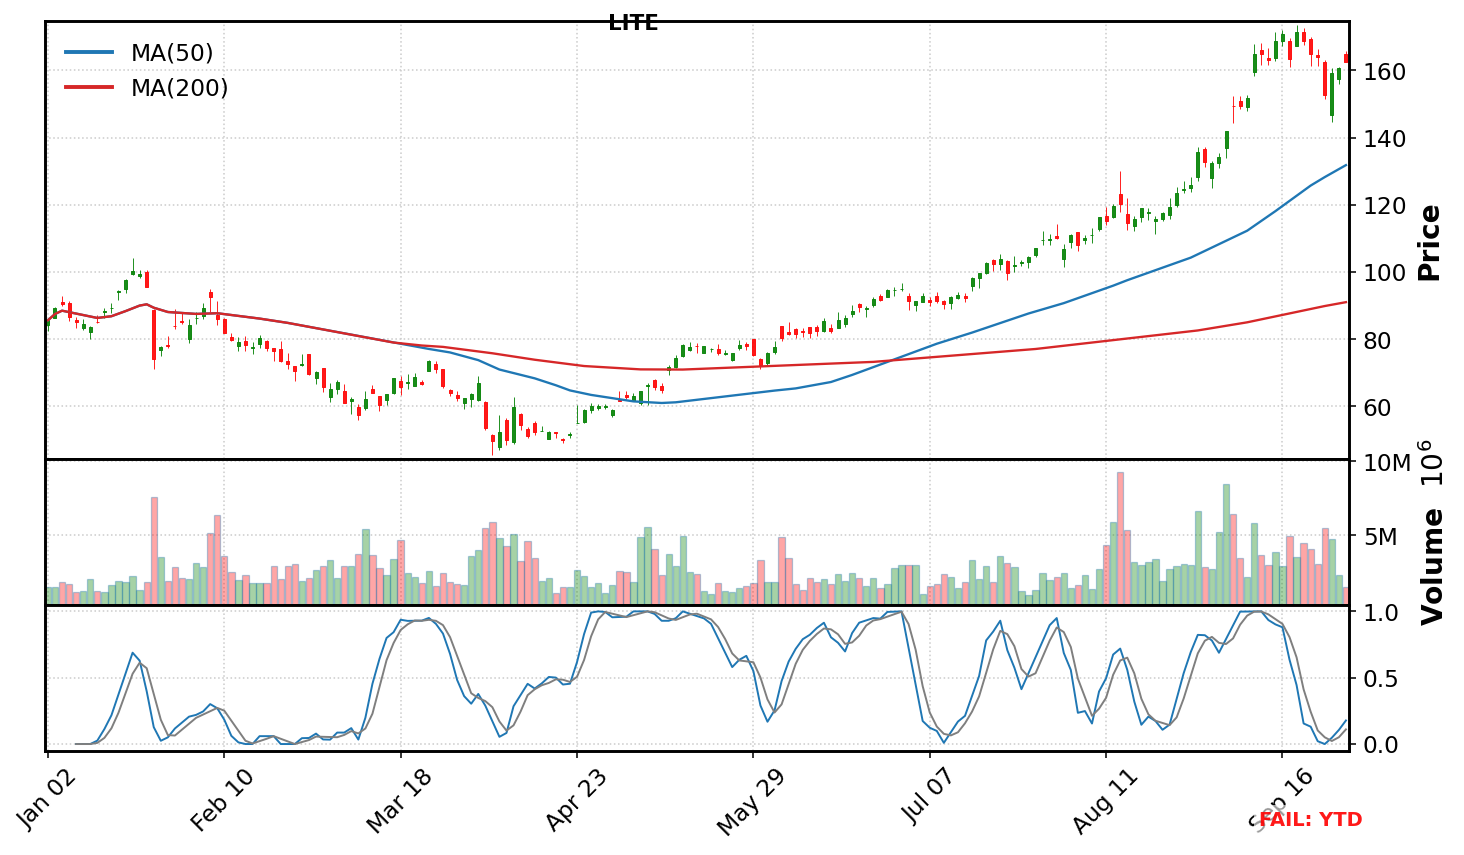 LITE
MA(50)
MA(200)
160
140
120
100
80
60
Price
10M
5M
Volume 10^6
1.0
0.5
0.0
Jan 02
Feb 10
Mar 18
Apr 23
May 29
Jul 07
Aug 11
Sep 16
FAIL: YTD